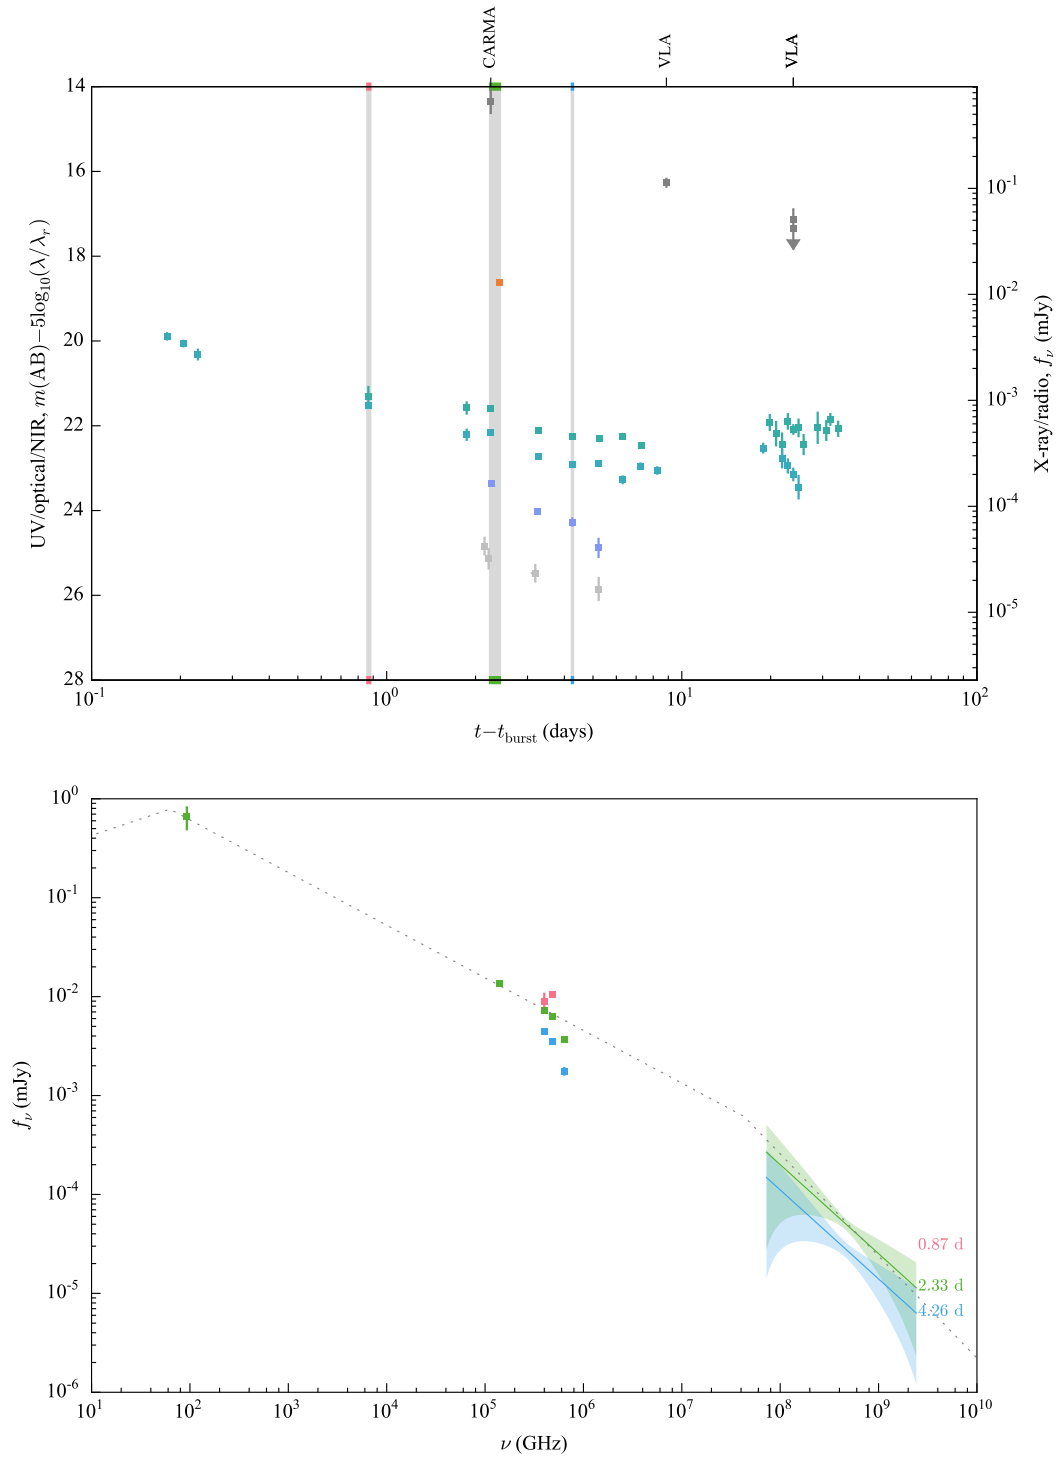 CARMA
VLA
VLA
14
16
18
20
22
24
26
28
UV/optical/NIR, m(AB)−5log₁₀(λ/λᵣ)
10⁻¹
10⁻²
10⁻³
10⁻⁴
10⁻⁵
X-ray/radio, f_ν (mJy)
10⁻¹ 10⁰ 10¹ 10²
t−t_burst (days)
10⁰
10⁻¹
10⁻²
10⁻³
10⁻⁴
10⁻⁵
10⁻⁶
f_ν (mJy)
0.87 d
2.33 d
4.26 d
10¹ 10² 10³ 10⁴ 10⁵ 10⁶ 10⁷ 10⁸ 10⁹ 10¹⁰
ν (GHz)